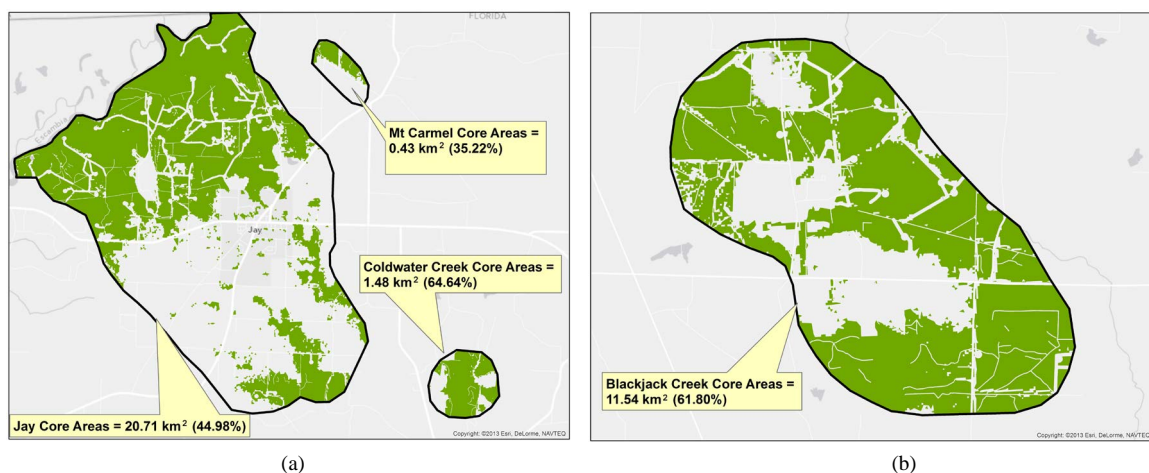 FLORIDA
Escambia
Mt Carmel Core Areas =
0.43 km² (35.22%)
Jay
Coldwater Creek Core Areas =
1.48 km² (64.64%)
Jay Core Areas = 20.71 km² (44.98%)
Copyright: ©2013 Esri, DeLorme, NAVTEQ
(a)
Blackjack Creek Core Areas =
11.54 km² (61.80%)
Copyright: ©2013 Esri, DeLorme, NAVTEQ
(b)